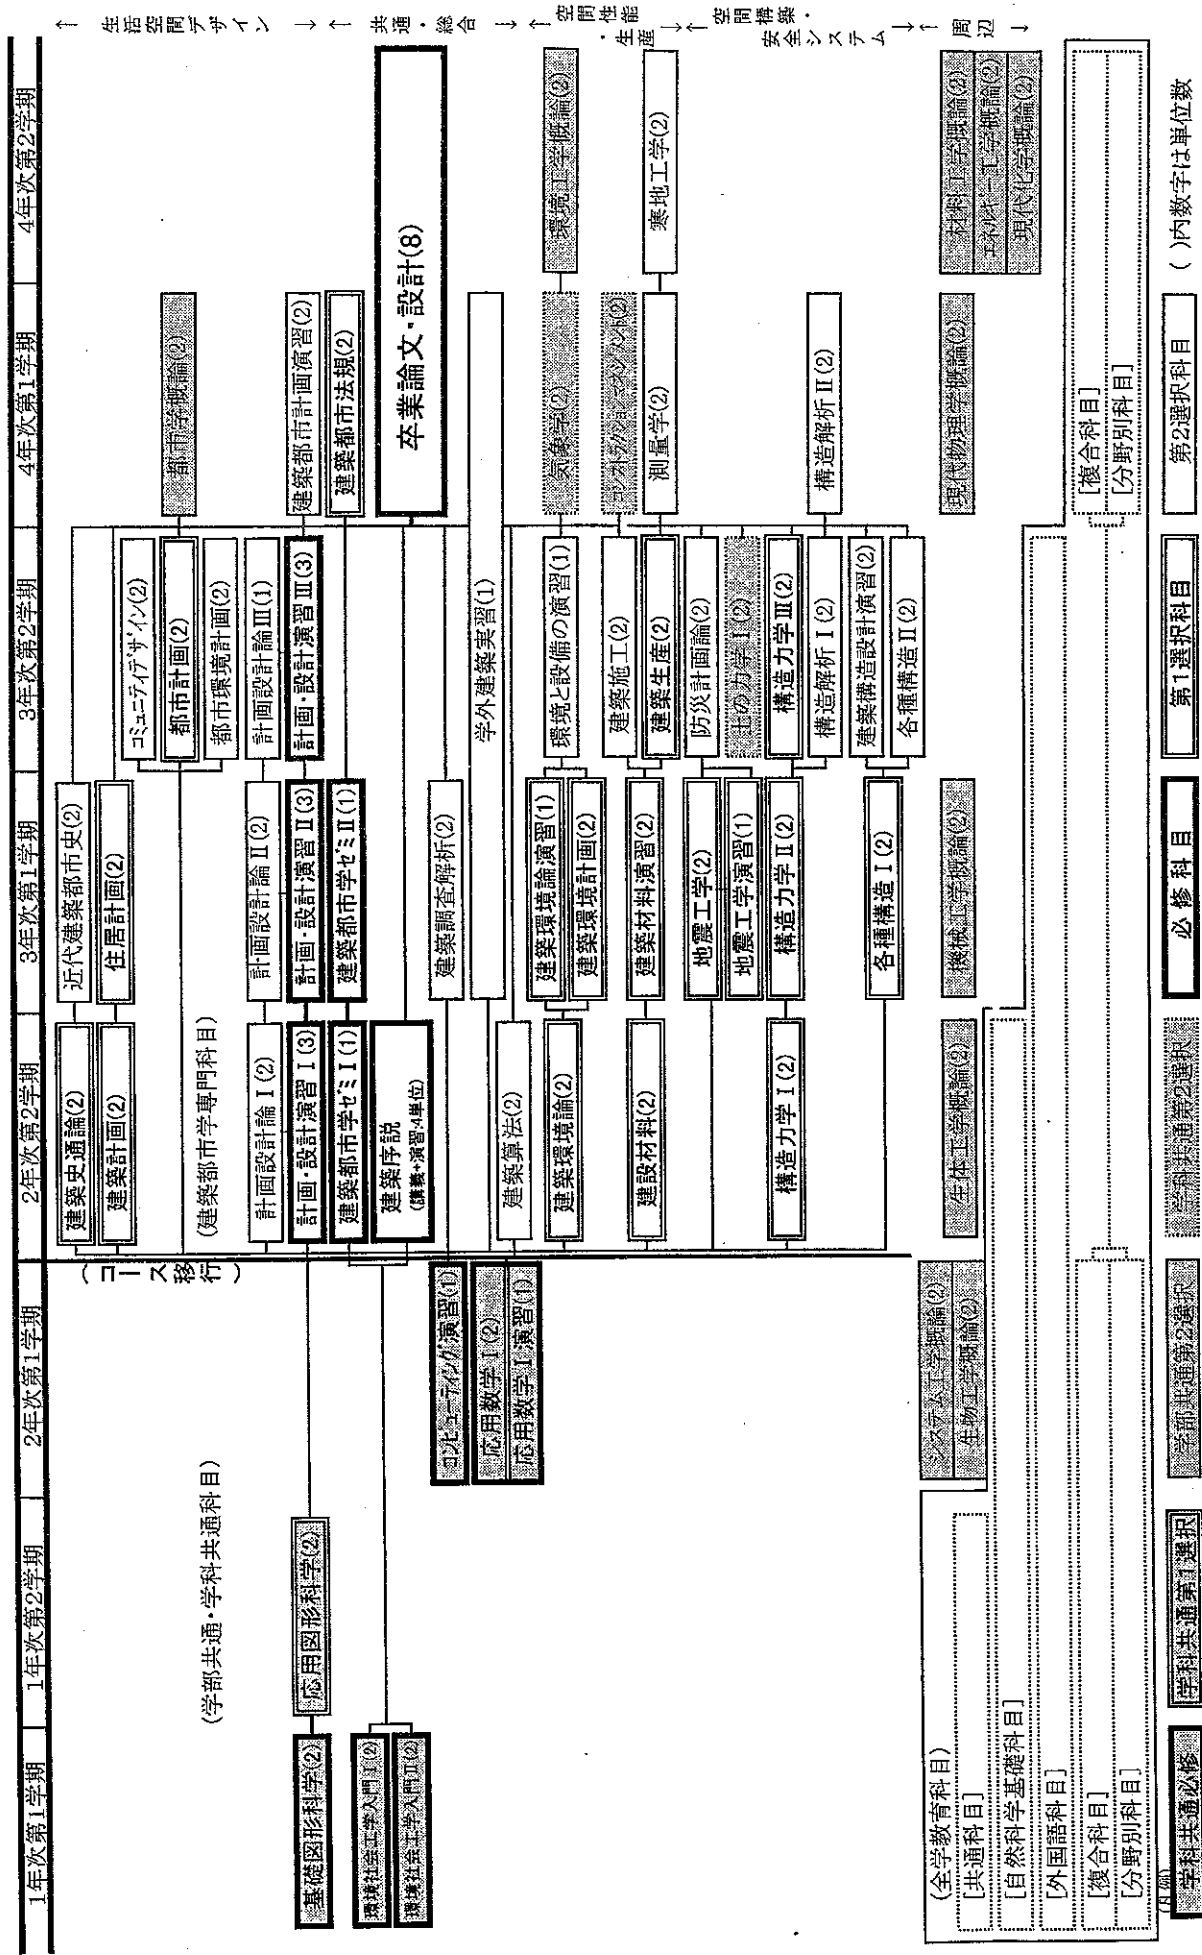 1年次第1学期
1年次第2学期
2年次第1学期
2年次第2学期
3年次第1学期
3年次第2学期
4年次第1学期
4年次第2学期
(学部共通・学科共通科目)
(コース移行)
(建築都市学専門科目)
建築史通論(2)
近代建築都市史(2)
建築計画(2)
住居計画(2)
コミュニティデザイン(2)
都市計画(2)
都市学概論(2)
都市環境計画(2)
計画設計論 I (2)
計画設計論 II (2)
計画設計論III(1)
基礎図形科学(2)
応用図形科学(2)
計画・設計演習 I (3)
計画・設計演習 II (3)
計画・設計演習 III(3)
建築都市計画演習(2)
建築都市学ゼミ I (1)
建築都市学ゼミ II (1)
建築都市法規(2)
環境社会工学入門 I (2)
環境社会工学入門 II (2)
建築序説
(講義+演習:4単位)
卒業論文・設計(8)
コンピューティング演習(1)
建築調査解析(2)
応用数学 I (2)
学外建築実習(1)
応用数学 I 演習(1)
建築算法(2)
建築環境論(2)
建築環境論演習(1)
建築環境計画(2)
環境と設備の演習(1)
気象学(2)
環境工学概論(2)
コンストラクションマネジメント(2)
建設材料(2)
建築材料演習(2)
建築施工(2)
建築生産(2)
測量学(2)
寒地工学(2)
地震工学(2)
地震工学演習(1)
防災計画論(2)
土の力学 I (2)
構造力学 I (2)
構造力学 II (2)
構造力学III(2)
構造解析 I (2)
構造解析 II (2)
各種構造 I (2)
建築構造設計演習(2)
各種構造 II (2)
システム工学概論(2)
生物工学概論(2)
生体工学概論(2)
機械工学概論(2)
現代物理学概論(2)
材料工学概論(2)
エネルギー工学概論(2)
現代化学概論(2)
← 生活空間デザイン →
← 共通・総合 →
← 空間性能・生産 →
← 空間構築・安全システム →
← 周辺 →
(全学教育科目)
[共通科目]
[自然科学基礎科目]
[外国語科目]
[複合科目]
[分野別科目]
[複合科目]
[分野別科目]
(凡例)
学科共通必修
学科共通第1選択
学部共通第2選択
学科共通第2選択
必修科目
第1選択科目
第2選択科目
( )内数字は単位数